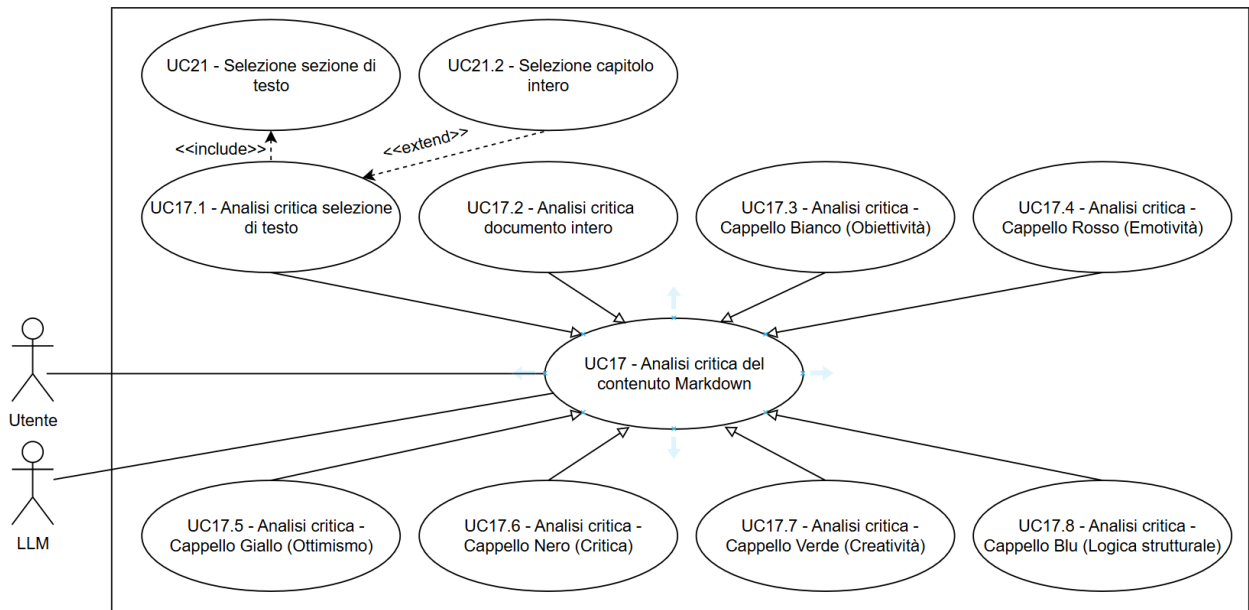 UC21 - Selezione sezione di
testo
UC21.2 - Selezione capitolo
intero
<<include>>
<<extend>>
UC17.1 - Analisi critica selezione
di testo
UC17.2 - Analisi critica
documento intero
UC17.3 - Analisi critica -
Cappello Bianco (Obiettività)
UC17.4 - Analisi critica -
Cappello Rosso (Emotività)
UC17 - Analisi critica del
contenuto Markdown
Utente
LLM
UC17.5 - Analisi critica -
Cappello Giallo (Ottimismo)
UC17.6 - Analisi critica -
Cappello Nero (Critica)
UC17.7 - Analisi critica -
Cappello Verde (Creatività)
UC17.8 - Analisi critica -
Cappello Blu (Logica strutturale)